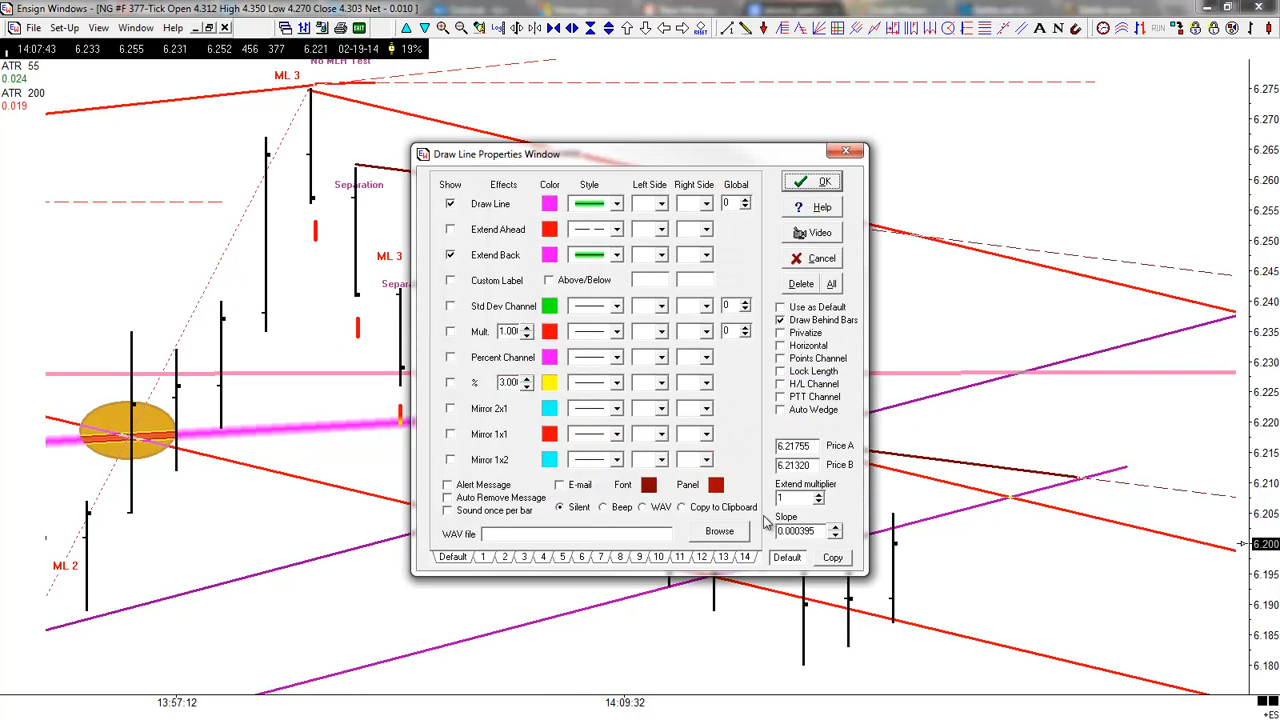 Ensign Windows - [NG #F 377-Tick Open 4.312 High 4.350 Low 4.270 Close 4.303 Net - 0.010]
File Set-Up View Window Help
14:07:43 6.233 6.255 6.231 6.252 456 377 6.221 02-19-14 19%
ATR 55
0.024
ATR 200
0.019
No MLH Test
ML 3
Separation
ML 3
ML 2
Draw Line Properties Window
Show Effects Color Style Left Side Right Side Global
Draw Line 0
Extend Ahead
Extend Back
Custom Label Above/Below
Std Dev Channel 0
Mult. 1.00 0
Percent Channel
% 3.00
Mirror 2x1
Mirror 1x1
Mirror 1x2
Alert Message E-mail Font Panel
Auto Remove Message
Sound once per bar Silent Beep WAV Copy to Clipboard
WAV file Browse
Default 1 2 3 4 5 6 7 8 9 10 11 12 13 14
OK
Help
Video
Cancel
Delete All
Use as Default
Draw Behind Bars
Privatize
Horizontal
Points Channel
Lock Length
H/L Channel
PTT Channel
Auto Wedge
6.21755 Price A
6.21320 Price B
Extend multiplier
1
Slope
0.000395
Default Copy
6.275
6.270
6.265
6.260
6.255
6.250
6.245
6.240
6.235
6.230
6.225
6.220
6.215
6.210
6.205
6.200
6.195
6.190
6.185
6.180
13:57:12 14:09:32
+ES